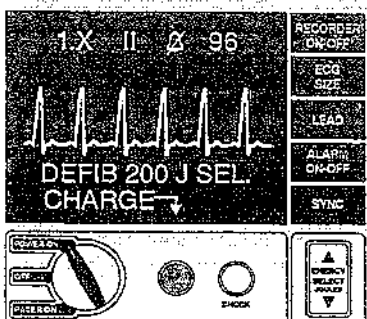 1X II 96
DEFIB 200 J SEL.
CHARGE
RECORDER
ON-OFF
ECG
SIZE
LEAD
ALARM
ON-OFF
SYNC
POWER ON
OFF
PACER ON
SHOCK
ENERGY
SELECT
JOULES